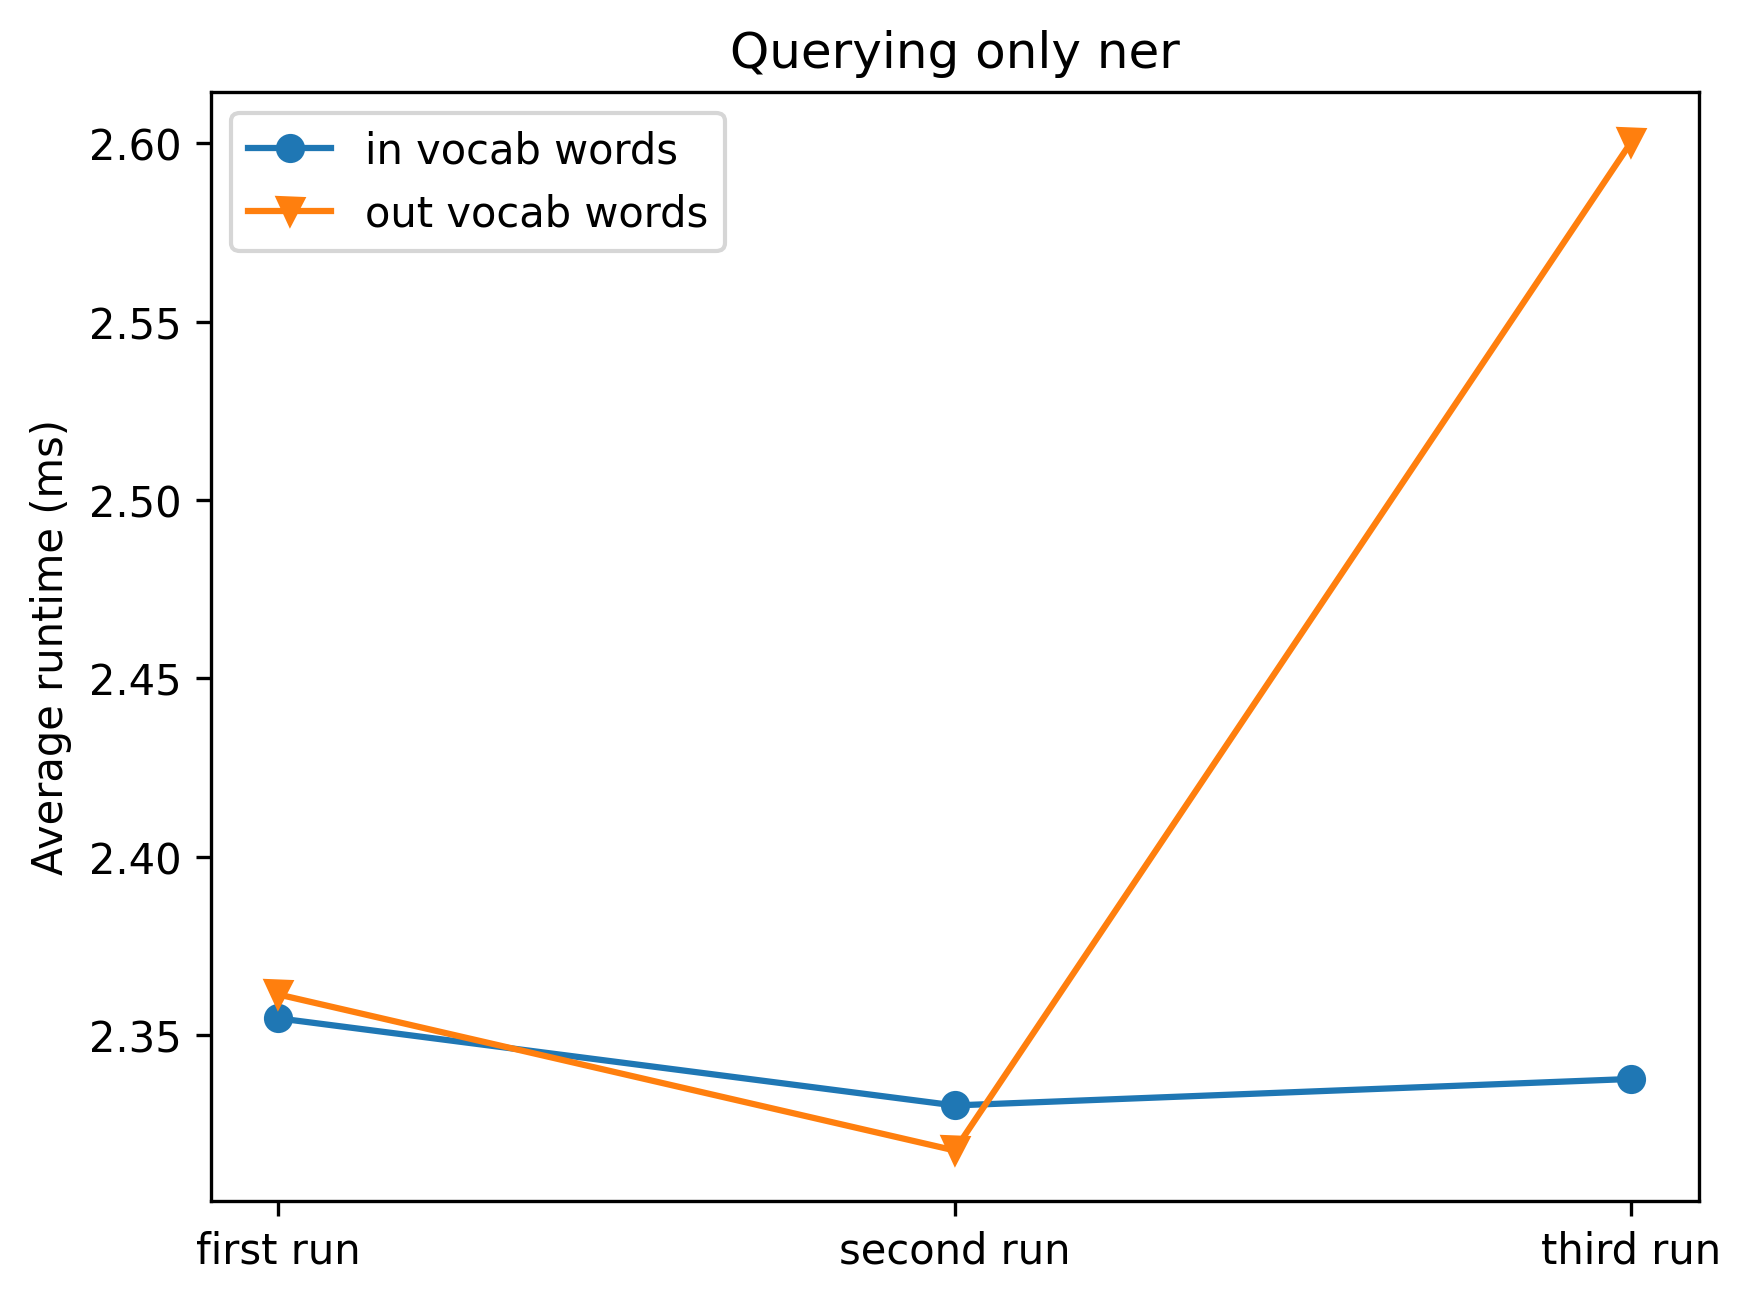 Querying only ner
in vocab words
out vocab words
Average runtime (ms)
2.60
2.55
2.50
2.45
2.40
2.35
first run
second run
third run